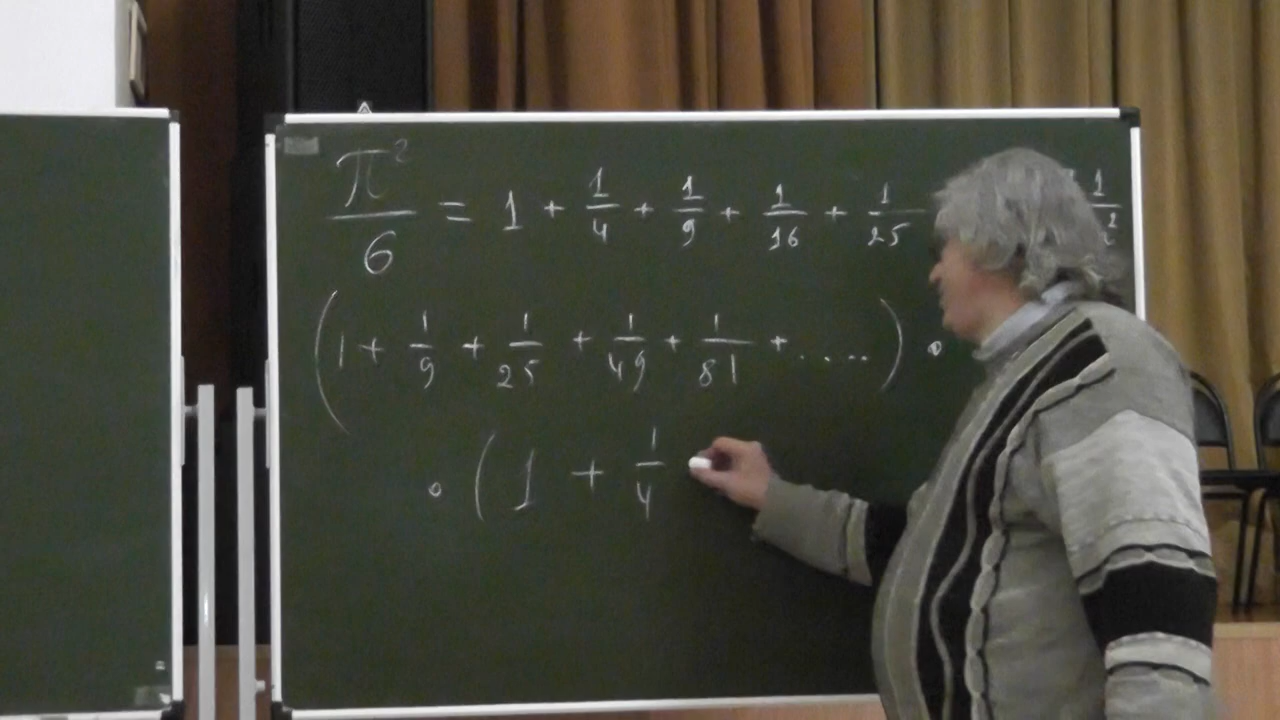 π²/6 = 1 + 1/4 + 1/9 + 1/16 + 1/25
(1 + 1/9 + 1/25 + 1/49 + 1/81 + ....) ·
· (1 + 1/4